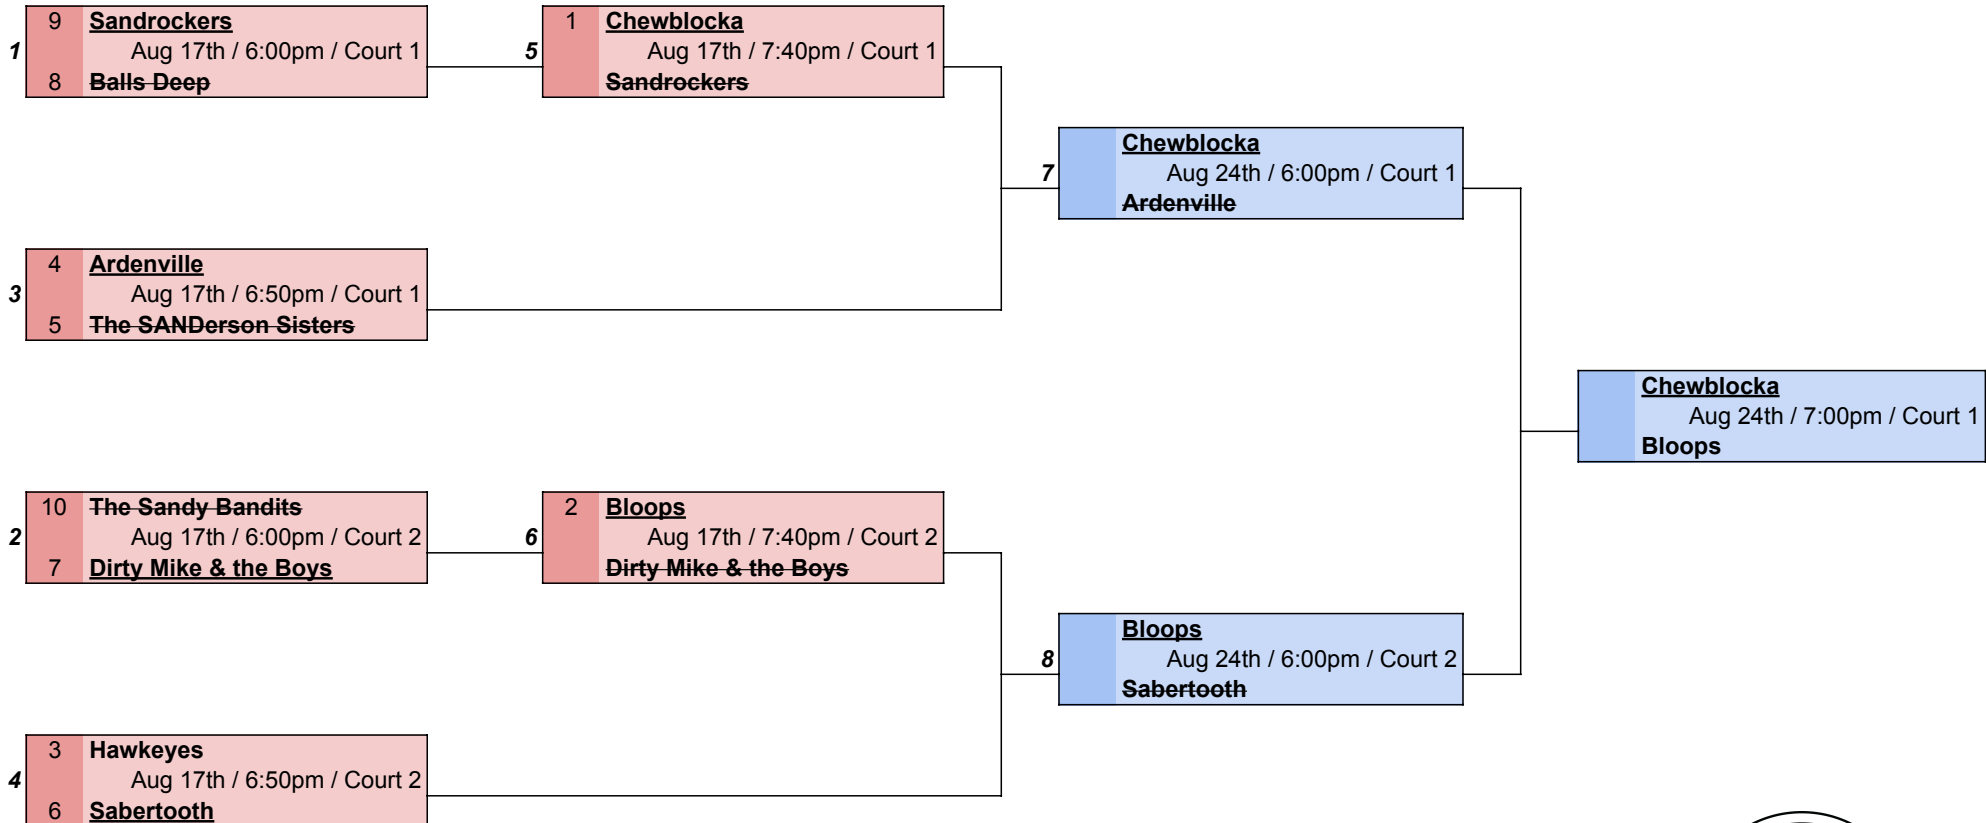 1
9 Sandrockers
Aug 17th / 6:00pm / Court 1
8 Balls Deep
5
1 Chewblocka
Aug 17th / 7:40pm / Court 1
Sandrockers
7
Chewblocka
Aug 24th / 6:00pm / Court 1
Ardenville
3
4 Ardenville
Aug 17th / 6:50pm / Court 1
5 The SANDerson Sisters
Chewblocka
Aug 24th / 7:00pm / Court 1
Bloops
2
10 The Sandy Bandits
Aug 17th / 6:00pm / Court 2
7 Dirty Mike & the Boys
6
2 Bloops
Aug 17th / 7:40pm / Court 2
Dirty Mike & the Boys
8
Bloops
Aug 24th / 6:00pm / Court 2
Sabertooth
4
3 Hawkeyes
Aug 17th / 6:50pm / Court 2
6 Sabertooth